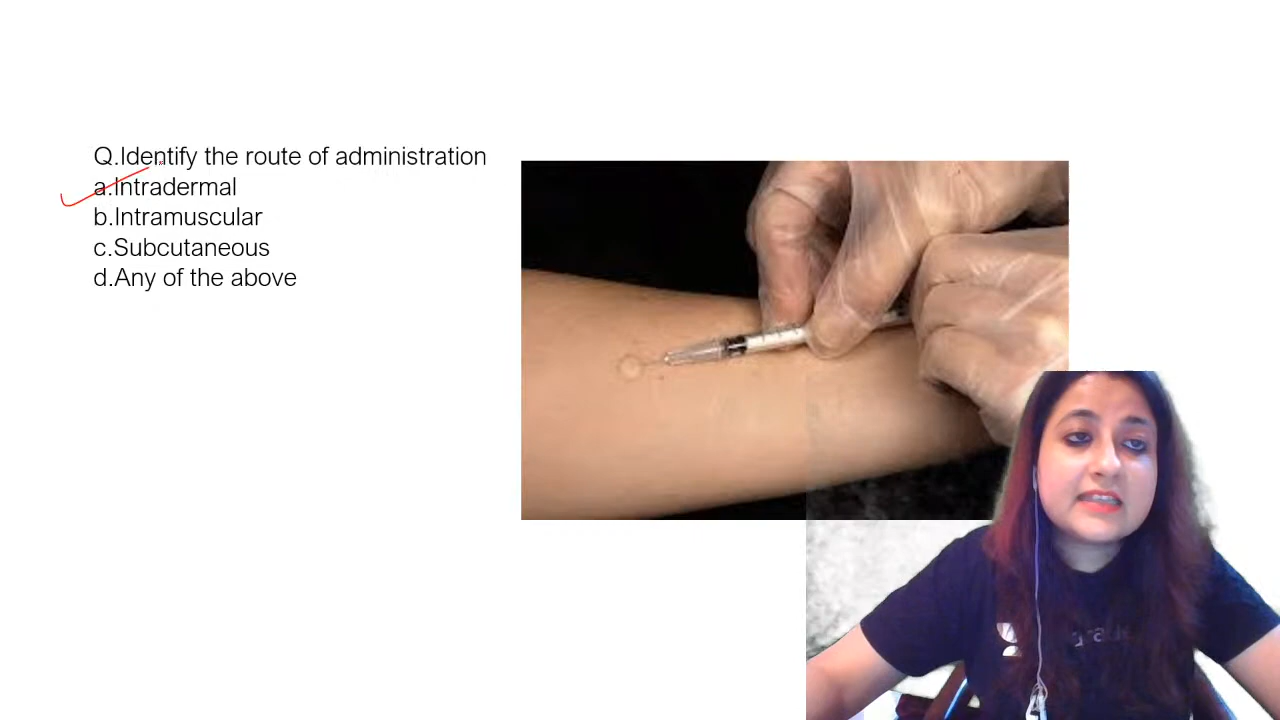 Q.Identify the route of administration
a.Intradermal
b.Intramuscular
c.Subcutaneous
d.Any of the above